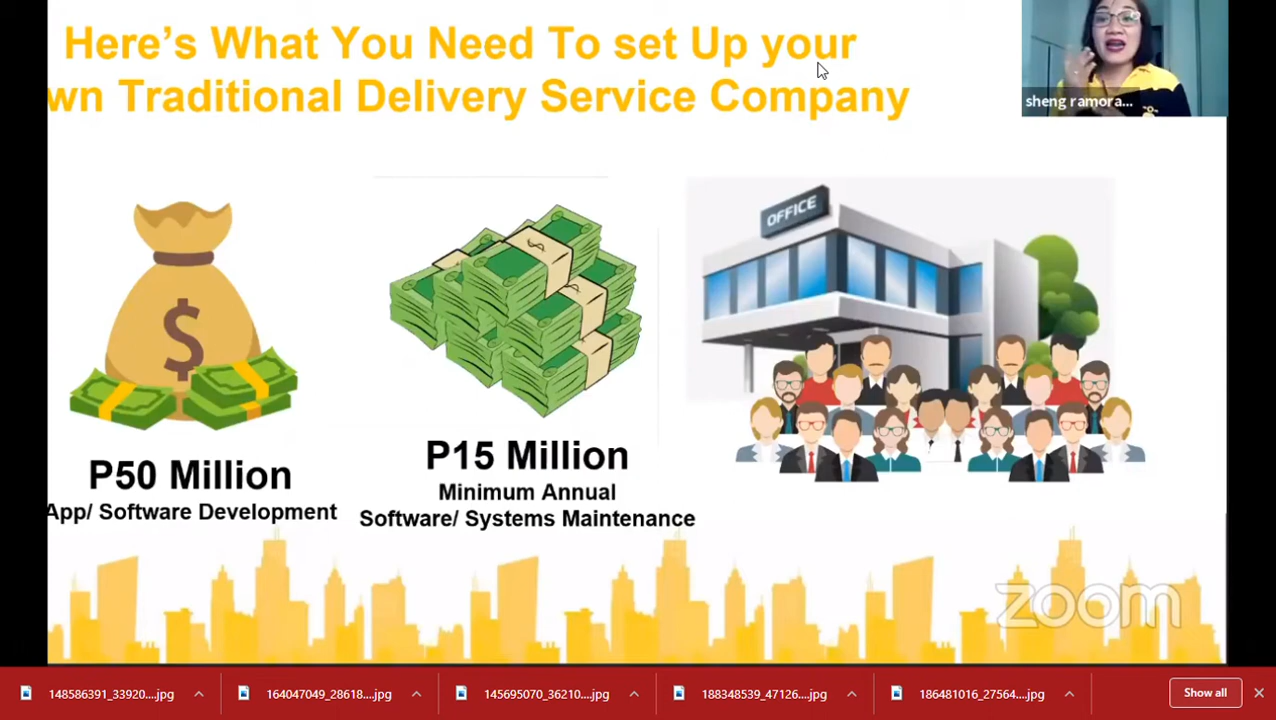 Here's What You Need To set Up your
wn Traditional Delivery Service Company
sheng ramora...
OFFICE
$
P50 Million
App/ Software Development
P15 Million
Minimum Annual
Software/ Systems Maintenance
zoom
148586391_33920....jpg
164047049_28618....jpg
145695070_36210....jpg
188348539_47126....jpg
186481016_27564....jpg
Show all